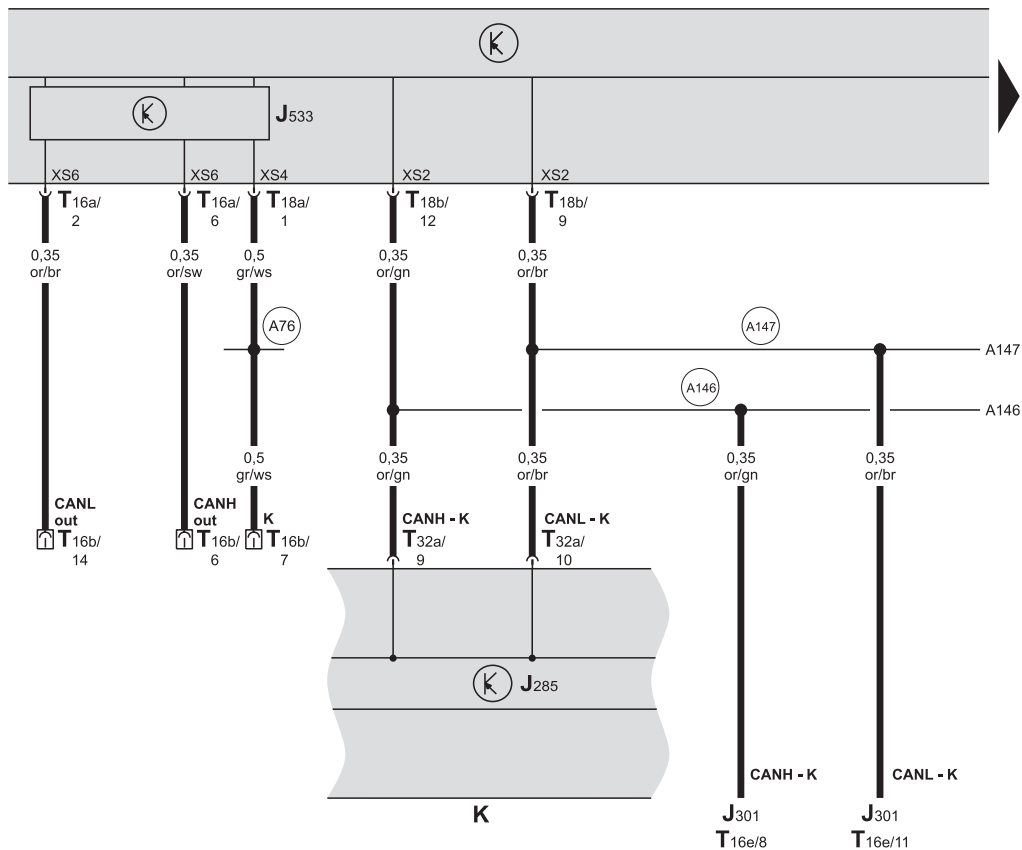 J533
XS6 XS6 XS4 XS2 XS2
T16a/ T16a/ T18a/ T18b/ T18b/
2 6 1 12 9
0,35 0,35 0,5 0,35 0,35
or/br or/sw gr/ws or/gn or/br
A76 A147
A147
A146
A146
0,5 0,35 0,35 0,35 0,35
gr/ws or/gn or/br or/gn or/br
CANL CANH
out out K CANH - K CANL - K
T16b/ T16b/ T16b/ T32a/ T32a/
14 6 7 9 10
J285
CANH - K CANL - K
K J301 J301
T16e/8 T16e/11